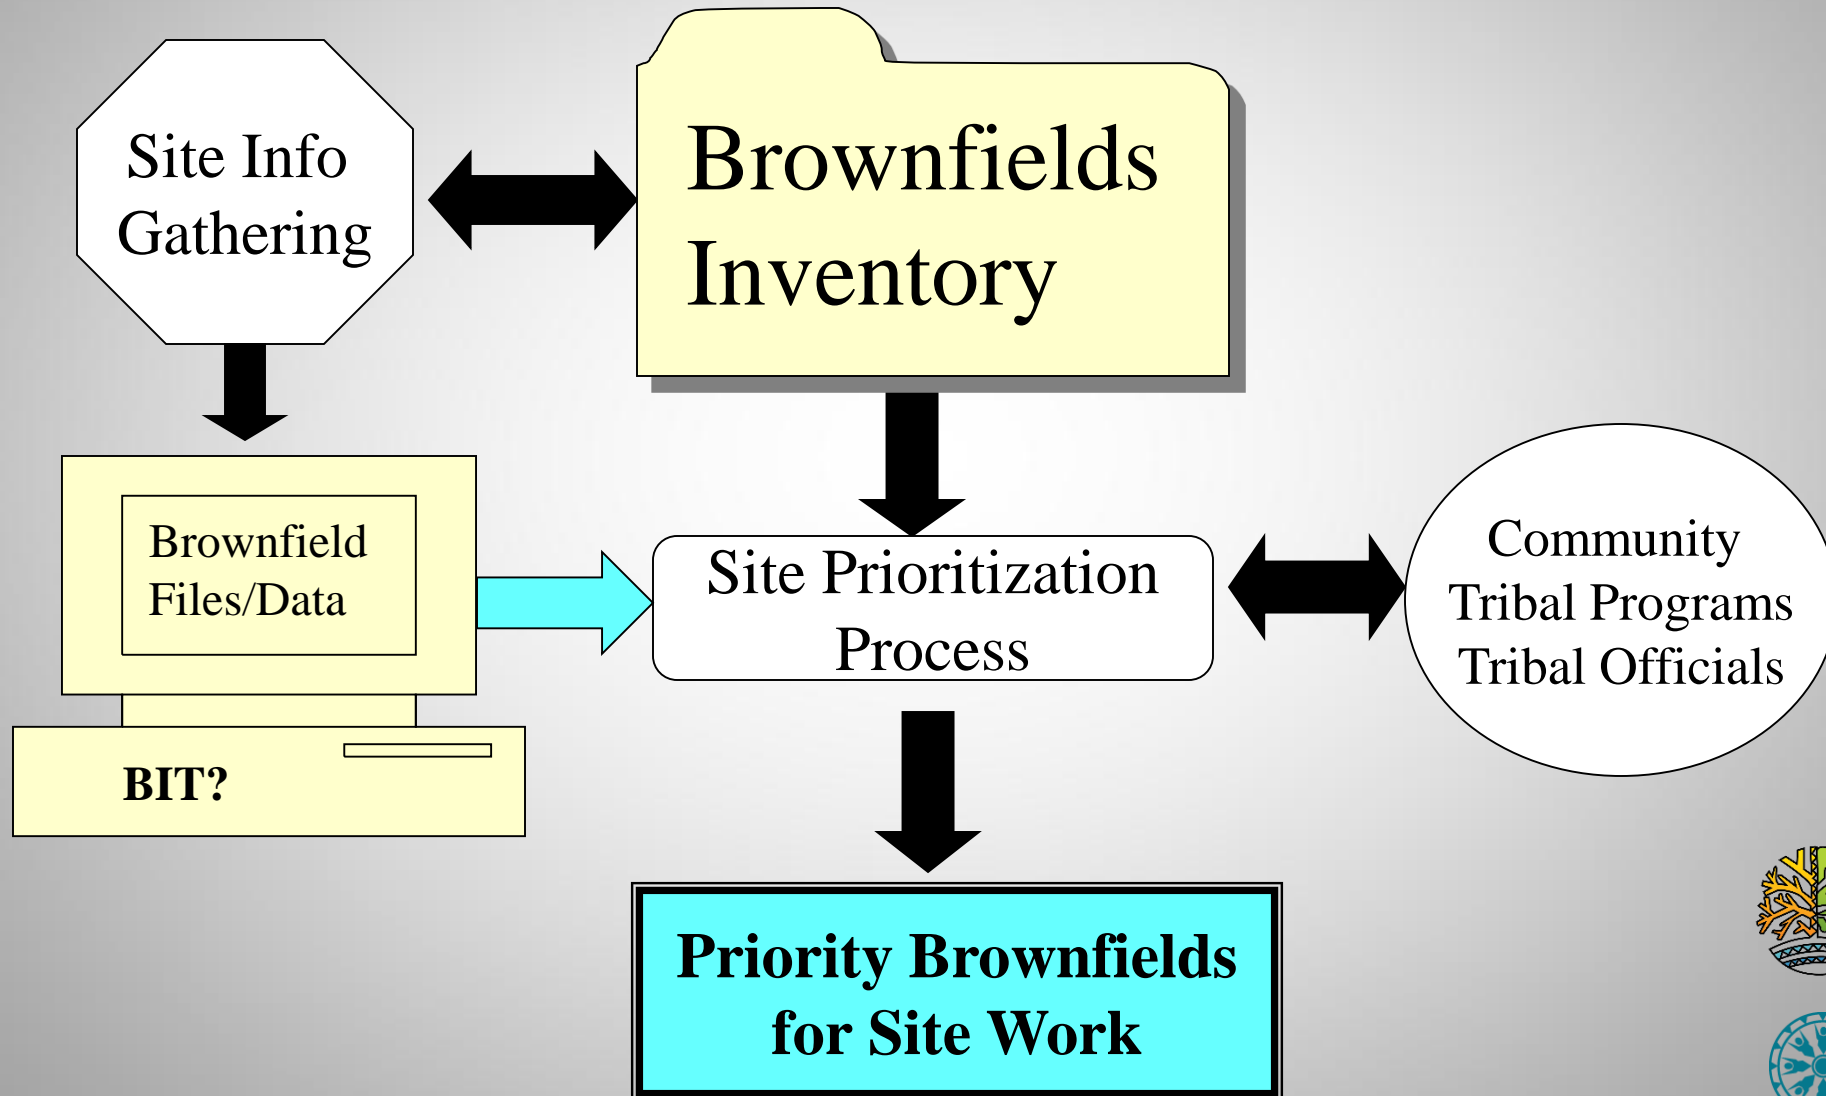 Site Info
Gathering
Brownfields
Inventory
Brownfield
Files/Data
BIT?
Site Prioritization
Process
Community
Tribal Programs
Tribal Officials
Priority Brownfields
for Site Work